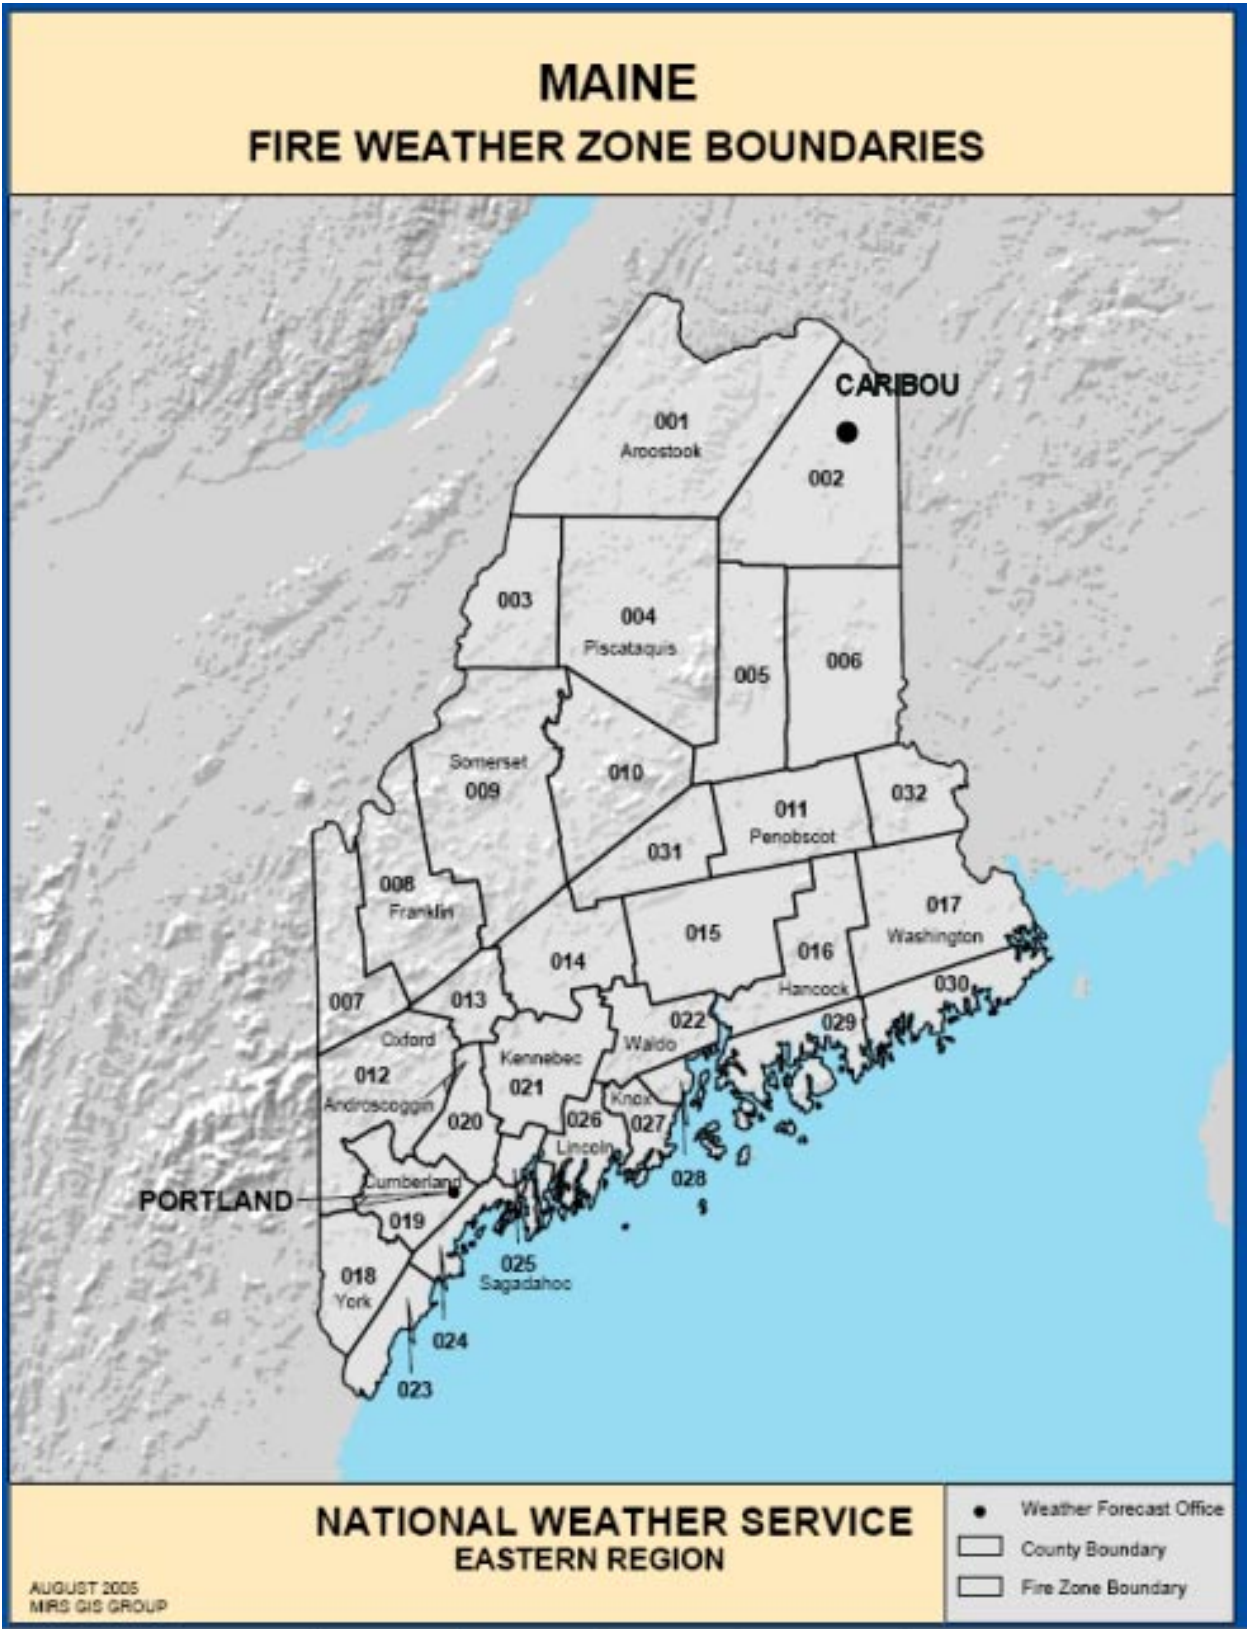 MAINE
FIRE WEATHER ZONE BOUNDARIES
CARIBOU
001
Aroostook
002
003
004
Piscataquis
005
006
Somerset
009
010
011
Penobscot
032
031
008
Franklin
017
Washington
015
016
Hancock
014
013
007
030
029
022
Waldo
Oxford
012
Androscoggin
Kennebec
021
020
Knox
027
026
Lincoln
028
Cumberland
PORTLAND
019
025
Sagadahoc
018
York
024
023
NATIONAL WEATHER SERVICE
EASTERN REGION
AUGUST 2005
MIRS GIS GROUP
Weather Forecast Office
County Boundary
Fire Zone Boundary